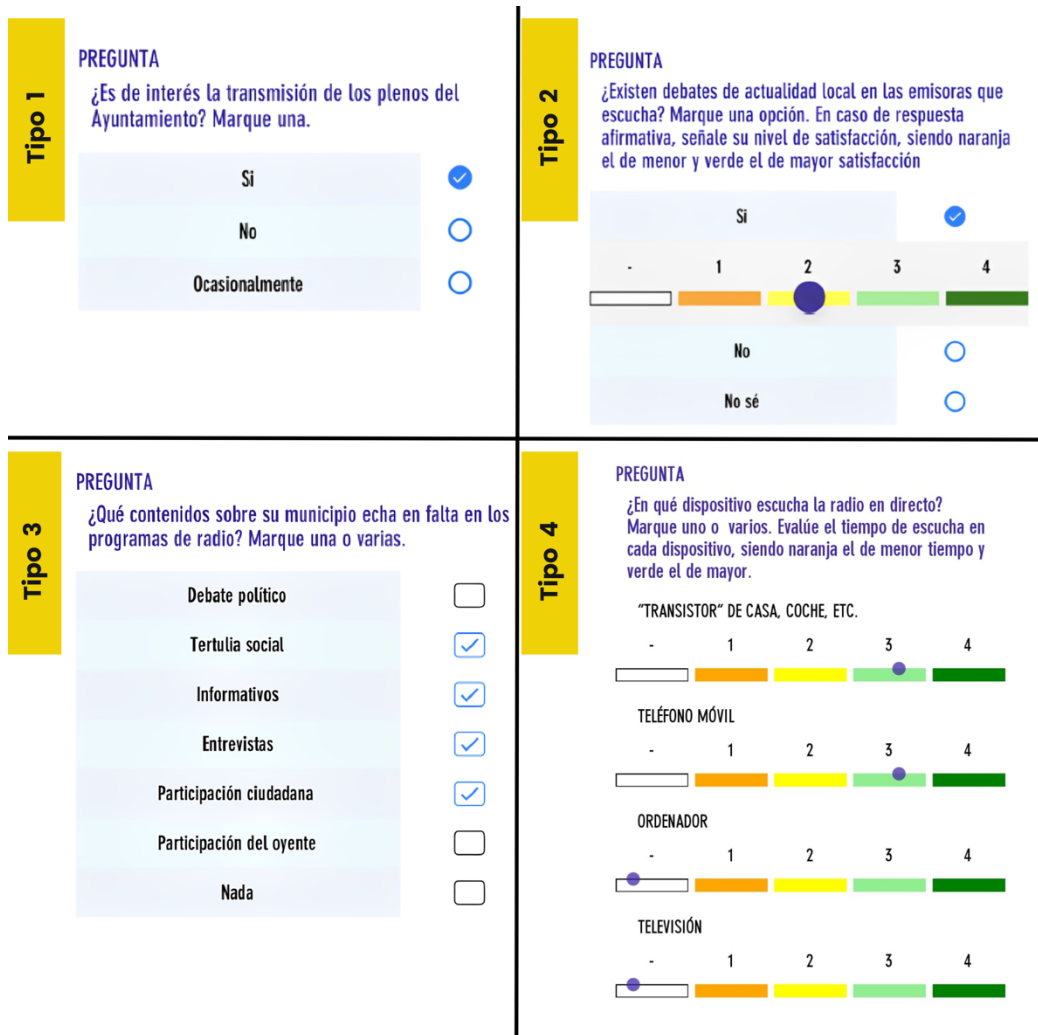 Tipo 1
PREGUNTA
¿Es de interés la transmisión de los plenos del
Ayuntamiento? Marque una.
Si
No
Ocasionalmente
Tipo 2
PREGUNTA
¿Existen debates de actualidad local en las emisoras que
escucha? Marque una opción. En caso de respuesta
afirmativa, señale su nivel de satisfacción, siendo naranja
el de menor y verde el de mayor satisfacción
Si
- 1 2 3 4
No
No sé
Tipo 3
PREGUNTA
¿Qué contenidos sobre su municipio echa en falta en los
programas de radio? Marque una o varias.
Debate político
Tertulia social
Informativos
Entrevistas
Participación ciudadana
Participación del oyente
Nada
Tipo 4
PREGUNTA
¿En qué dispositivo escucha la radio en directo?
Marque uno o varios. Evalúe el tiempo de escucha en
cada dispositivo, siendo naranja el de menor tiempo y
verde el de mayor.
"TRANSISTOR" DE CASA, COCHE, ETC.
- 1 2 3 4
TELÉFONO MÓVIL
- 1 2 3 4
ORDENADOR
- 1 2 3 4
TELEVISIÓN
- 1 2 3 4